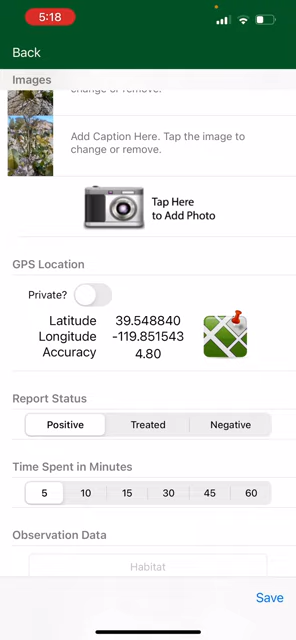 5:18
Back
Images
change or remove.
Add Caption Here. Tap the image to
change or remove.
Tap Here
to Add Photo
GPS Location
Private?
Latitude 39.548840
Longitude -119.851543
Accuracy 4.80
Report Status
Positive Treated Negative
Time Spent in Minutes
5 10 15 30 45 60
Observation Data
Habitat
Save